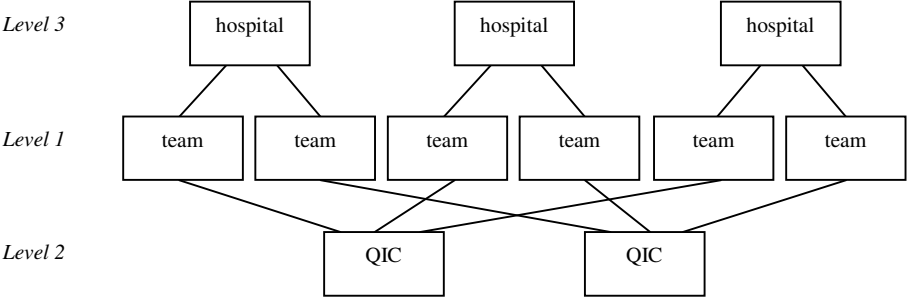 Level 3 hospital hospital hospital
Level 1 team team team team team team
Level 2 QIC QIC